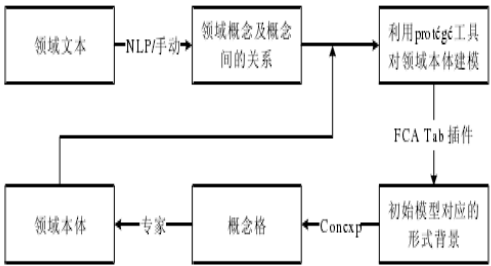 领域文本
NLP/手动
领域概念及概念
间的关系
利用protégé工具
对领域本体建模
FCA Tab 插件
领域本体
专家
概念格
Concxp
初始模型对应的
形式背景